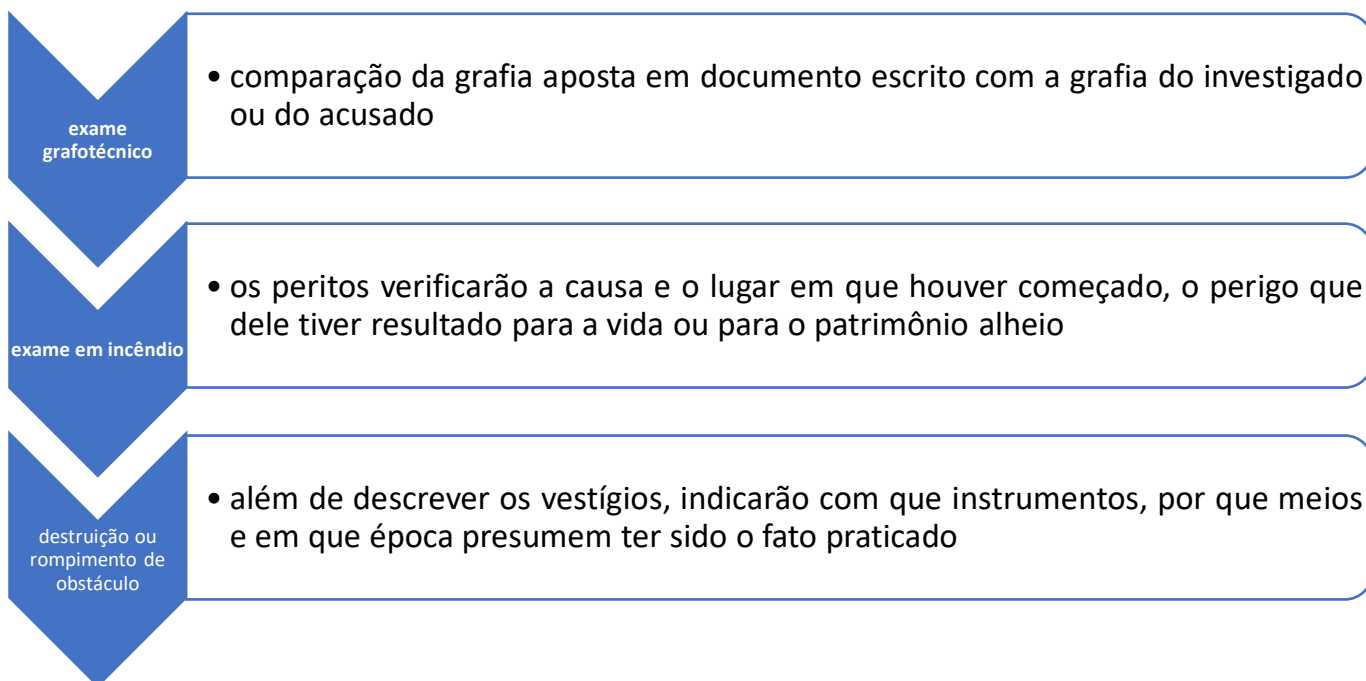 exame
grafotécnico
• comparação da grafia aposta em documento escrito com a grafia do investigado
ou do acusado
exame em incêndio
• os peritos verificarão a causa e o lugar em que houver começado, o perigo que
dele tiver resultado para a vida ou para o patrimônio alheio
destruição ou
rompimento de
obstáculo
• além de descrever os vestígios, indicarão com que instrumentos, por que meios
e em que época presumem ter sido o fato praticado